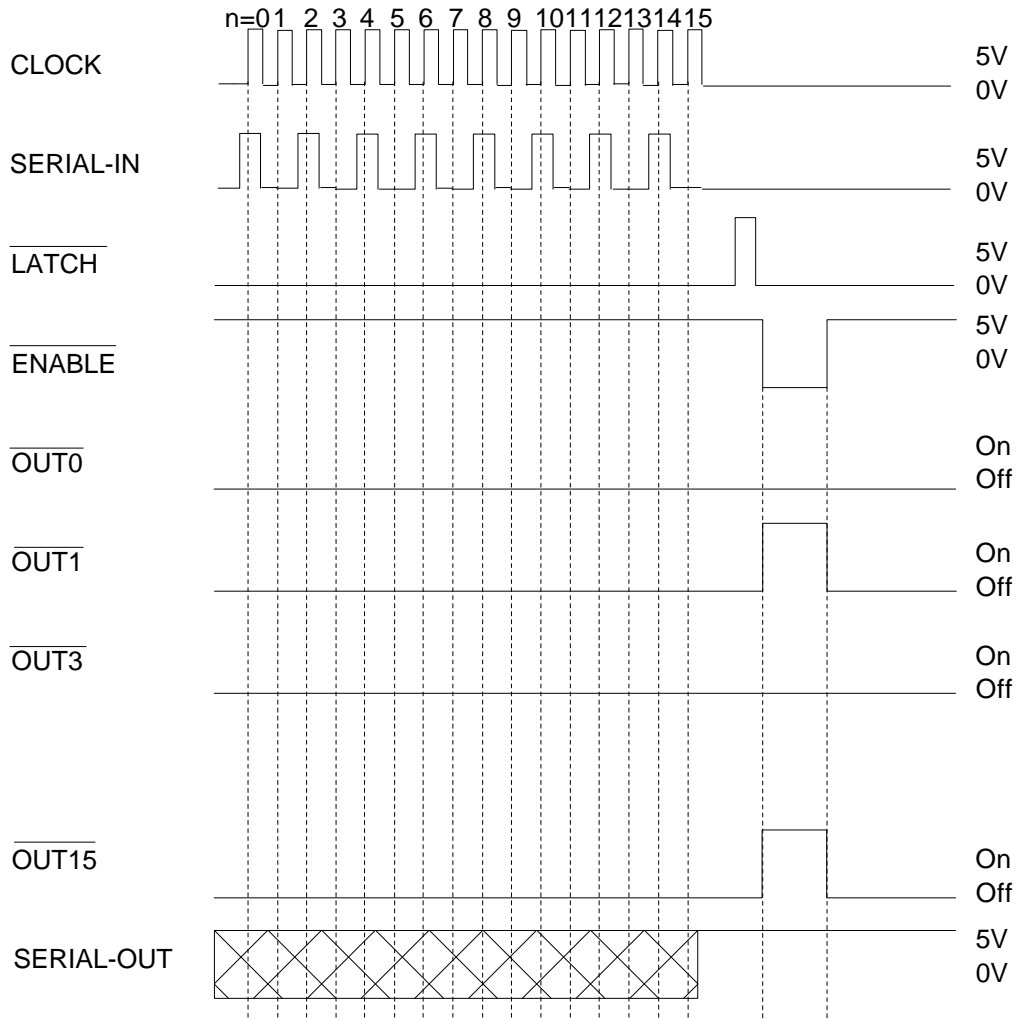 n=0 1 2 3 4 5 6 7 8 9 10 11 12 13 14 15
CLOCK
5V
0V
SERIAL-IN
5V
0V
LATCH
5V
0V
ENABLE
5V
0V
OUT0
On
Off
OUT1
On
Off
OUT3
On
Off
OUT15
On
Off
SERIAL-OUT
5V
0V